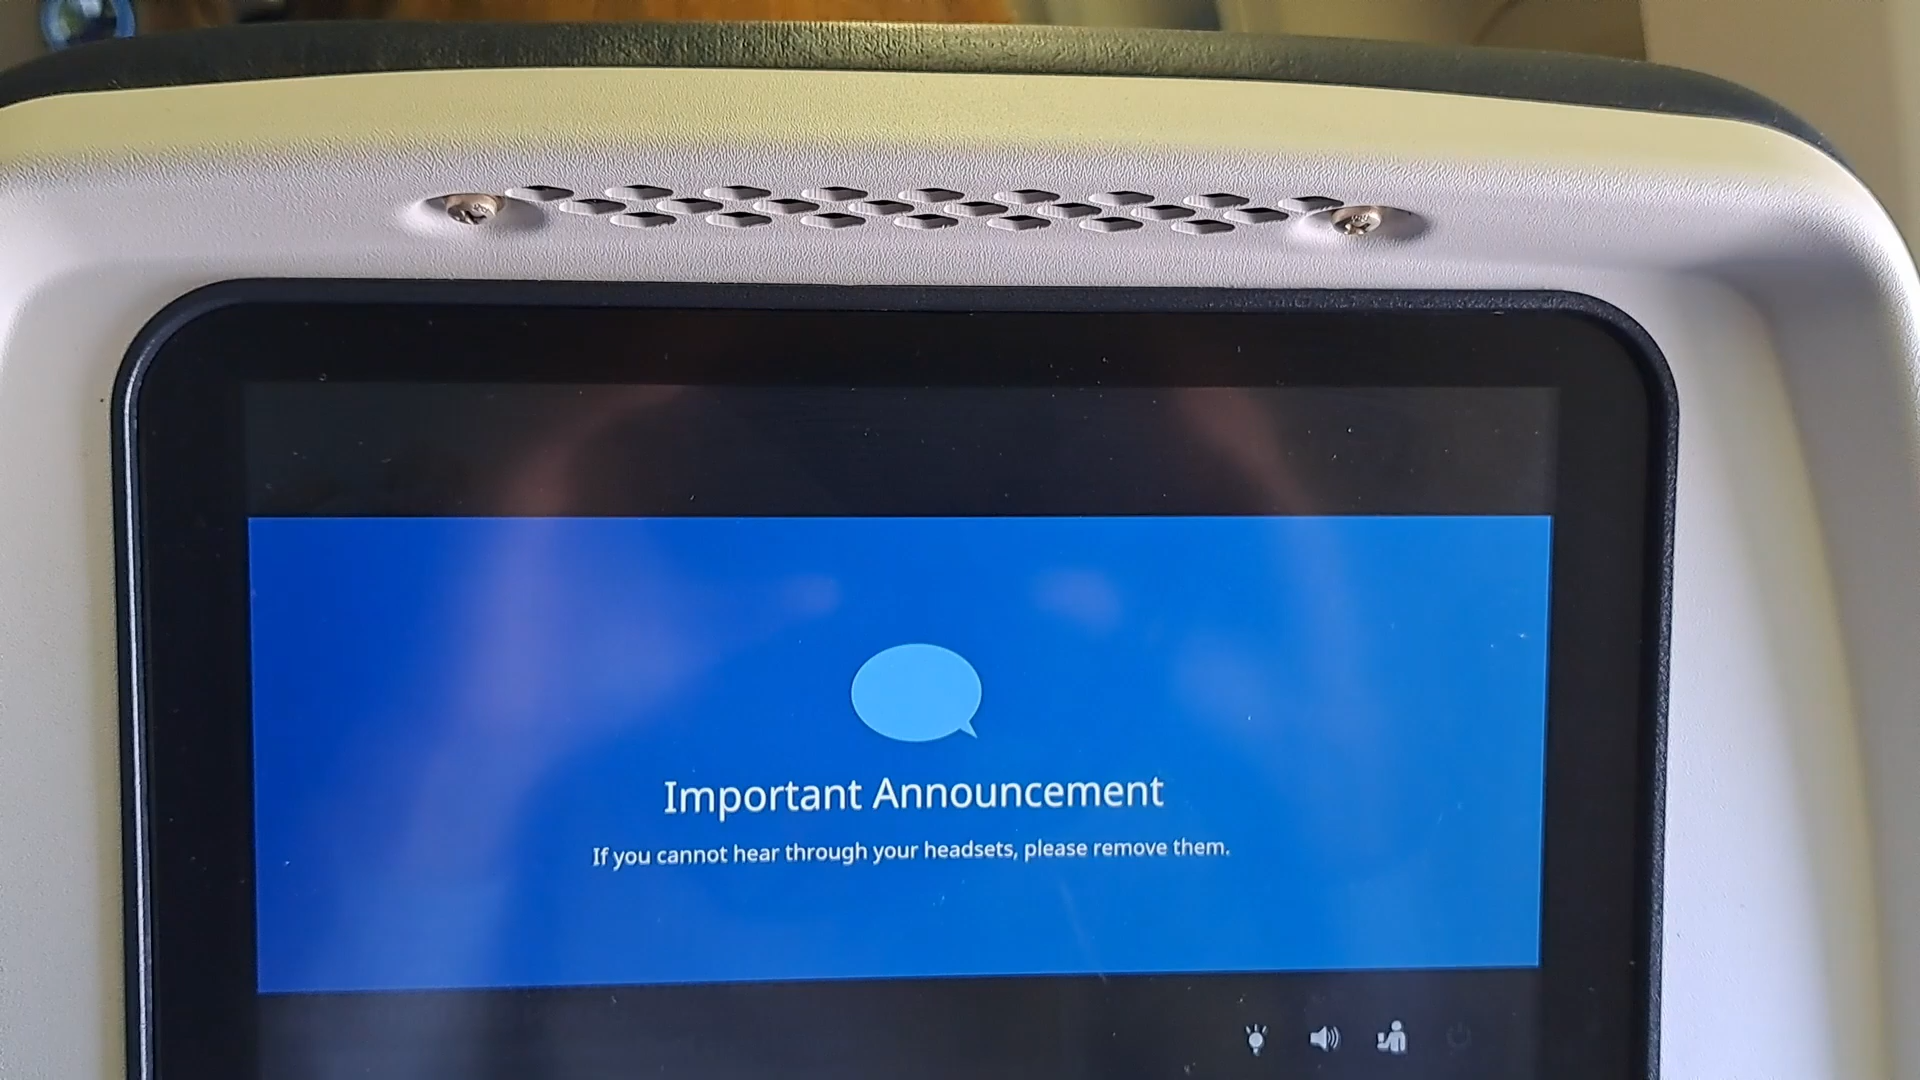 Important Announcement
If you cannot hear through your headsets, please remove them.